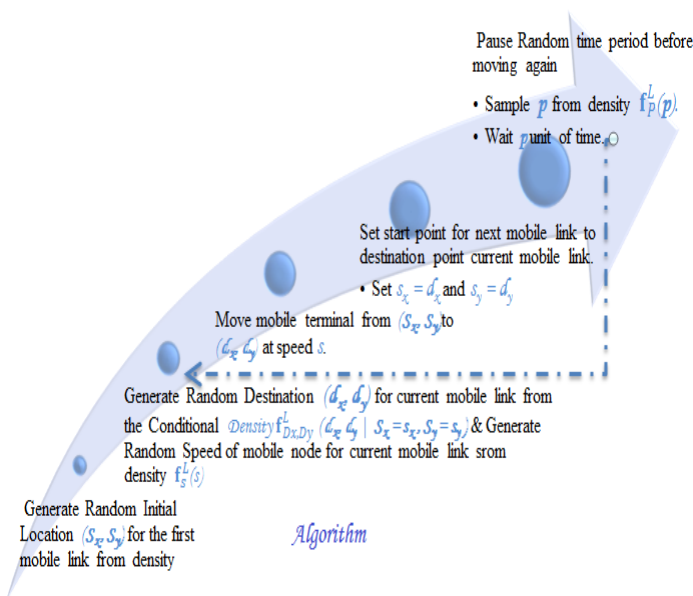 Pause Random time period before
moving again
• Sample p from density f_P^L(p).
• Wait p unit of time.
Set start point for next mobile link to
destination point current mobile link.
• Set s_x = d_x and s_y = d_y
Move mobile terminal from (S_x, S_y) to
(d_x, d_y) at speed s.
Generate Random Destination (d_x, d_y) for current mobile link from
the Conditional Density f_{Dx,Dy}^L (d_x, d_y | S_x = s_x, S_y = s_y) & Generate
Random Speed of mobile node for current mobile link srom
density f_s^L(s)
Generate Random Initial
Location (S_x, S_y) for the first
mobile link from density
Algorithm